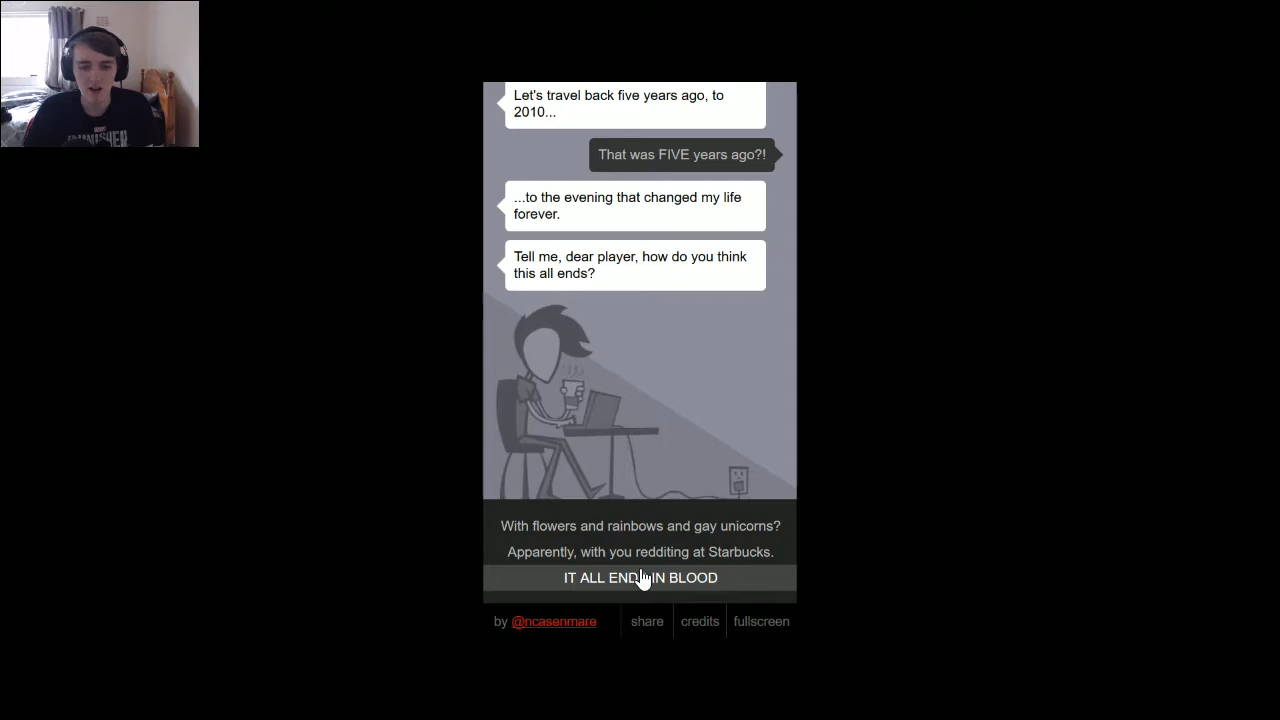 Let's travel back five years ago, to
2010...
That was FIVE years ago?!
...to the evening that changed my life
forever.
Tell me, dear player, how do you think
this all ends?
With flowers and rainbows and gay unicorns?
Apparently, with you redditing at Starbucks.
IT ALL ENDS IN BLOOD
by @ncasenmare
share
credits
fullscreen